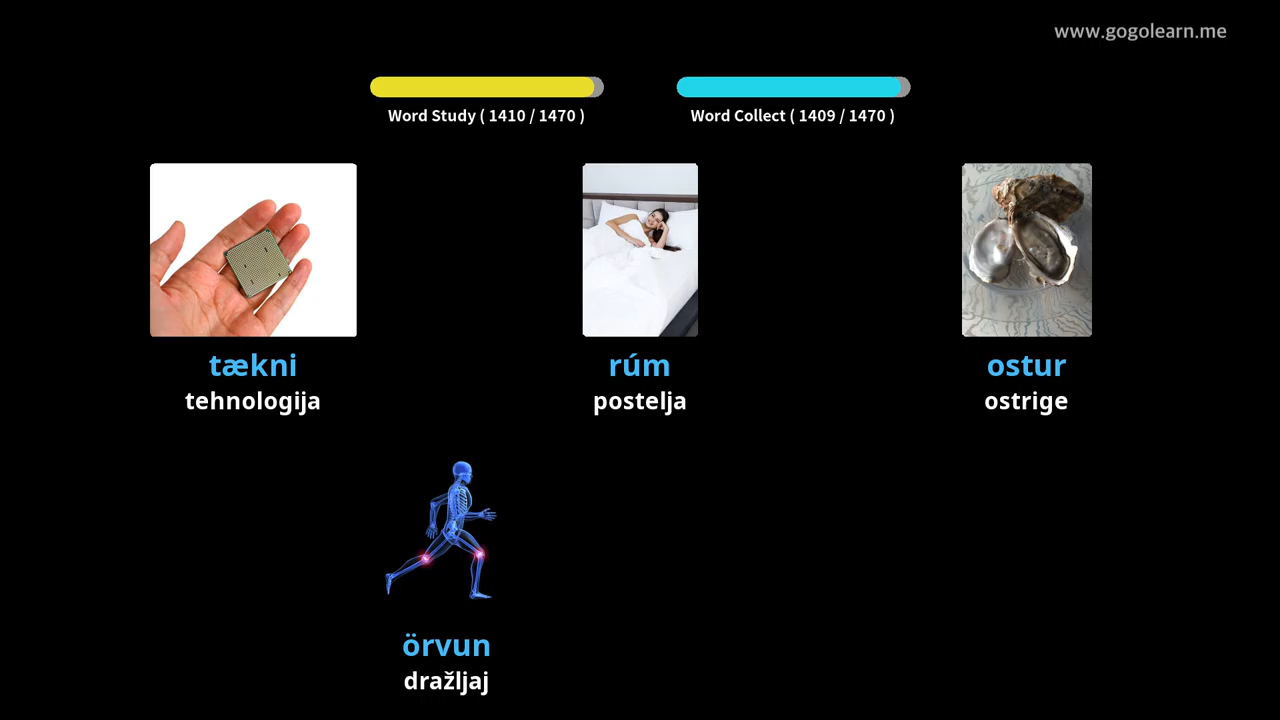 www.gogolearn.me
Word Study ( 1410 / 1470 )
Word Collect ( 1409 / 1470 )
tækni
tehnologija
rúm
postelja
ostur
ostrige
örvun
dražljaj